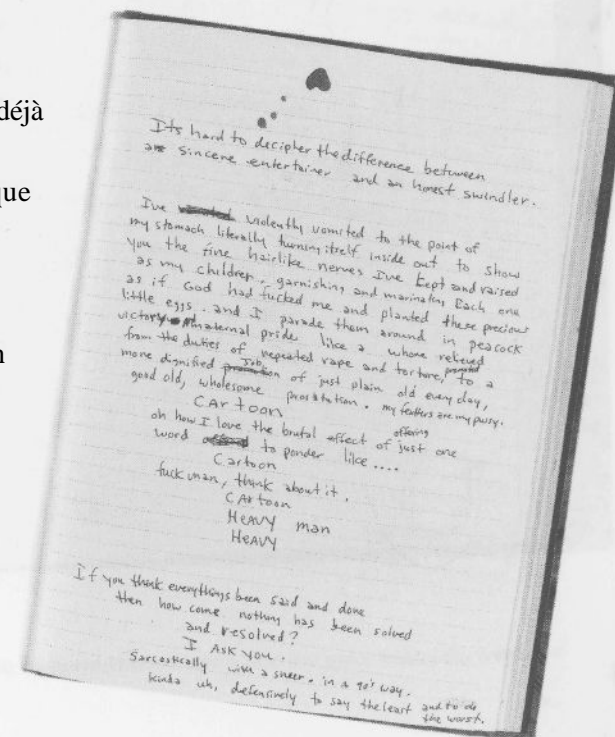 déjà
que
Its hard to decipher the difference between
a sincere entertainer and an honest swindler.
I've violently vomited to the point of
my stomach literally turning itself inside out to show
you the fine hairlike nerves I've kept and raised
as my children, garnishing and marinating Each one
as if God had fucked me and planted these precious
little eggs. and I parade them around in peacock
victory maternal pride like a whore relieved
from the duties of repeated rape and torture, promoted to a
more dignified job of just plain old every day,
good old, wholesome prostitution. my feathers are my pussy.
CARtoon
oh how I love the brutal effect of just one
offering
word to ponder like ....
Cartoon
fuck man, think about it.
CARtoon
HEAVY man
HEAVY
If you think everythings been said and done
then how come nothing has been solved
and resolved?
I ASK YOU.
Sarcastically with a sneer. in a 90s way.
Kinda uh, defensively to say the least and to do
the worst.